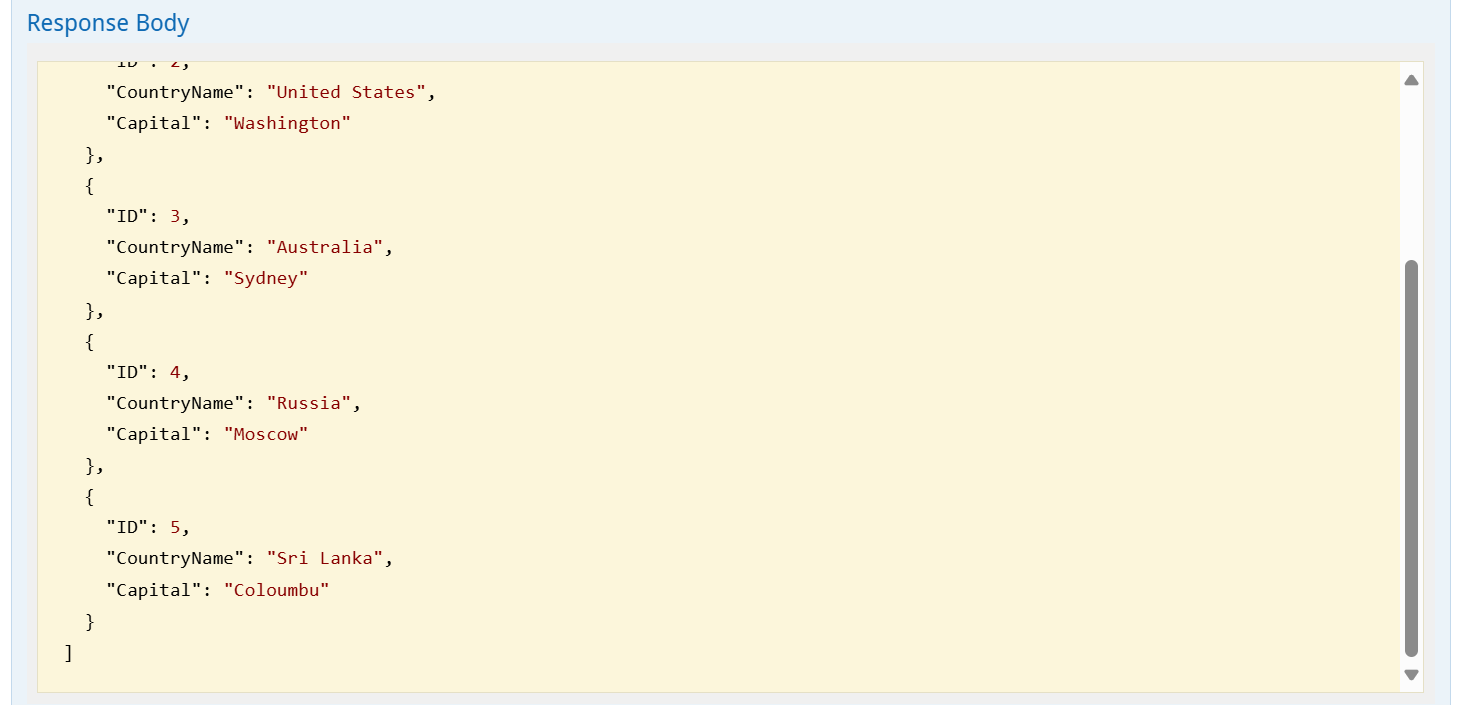 Response Body
"ID": 2,
"CountryName": "United States",
"Capital": "Washington"
},
{
"ID": 3,
"CountryName": "Australia",
"Capital": "Sydney"
},
{
"ID": 4,
"CountryName": "Russia",
"Capital": "Moscow"
},
{
"ID": 5,
"CountryName": "Sri Lanka",
"Capital": "Coloumbu"
}
]